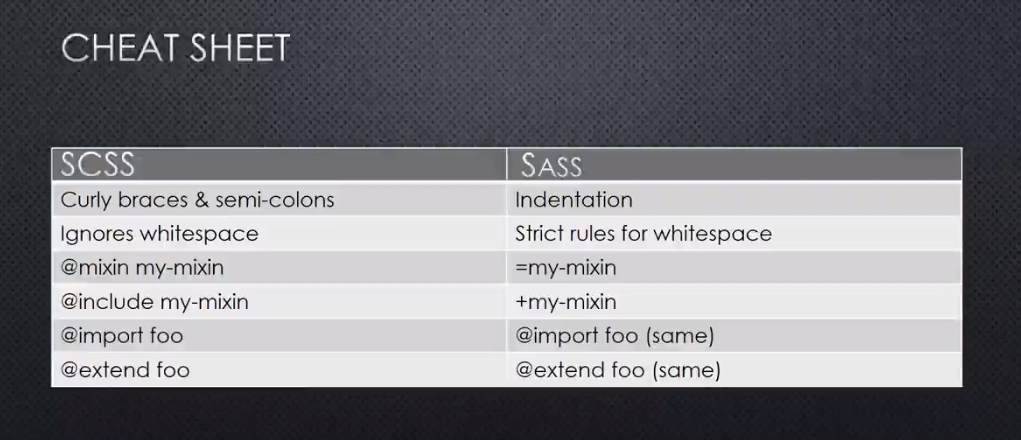 CHEAT SHEET
SCSS SASS
Curly braces & semi-colons Indentation
Ignores whitespace Strict rules for whitespace
@mixin my-mixin =my-mixin
@include my-mixin +my-mixin
@import foo @import foo (same)
@extend foo @extend foo (same)